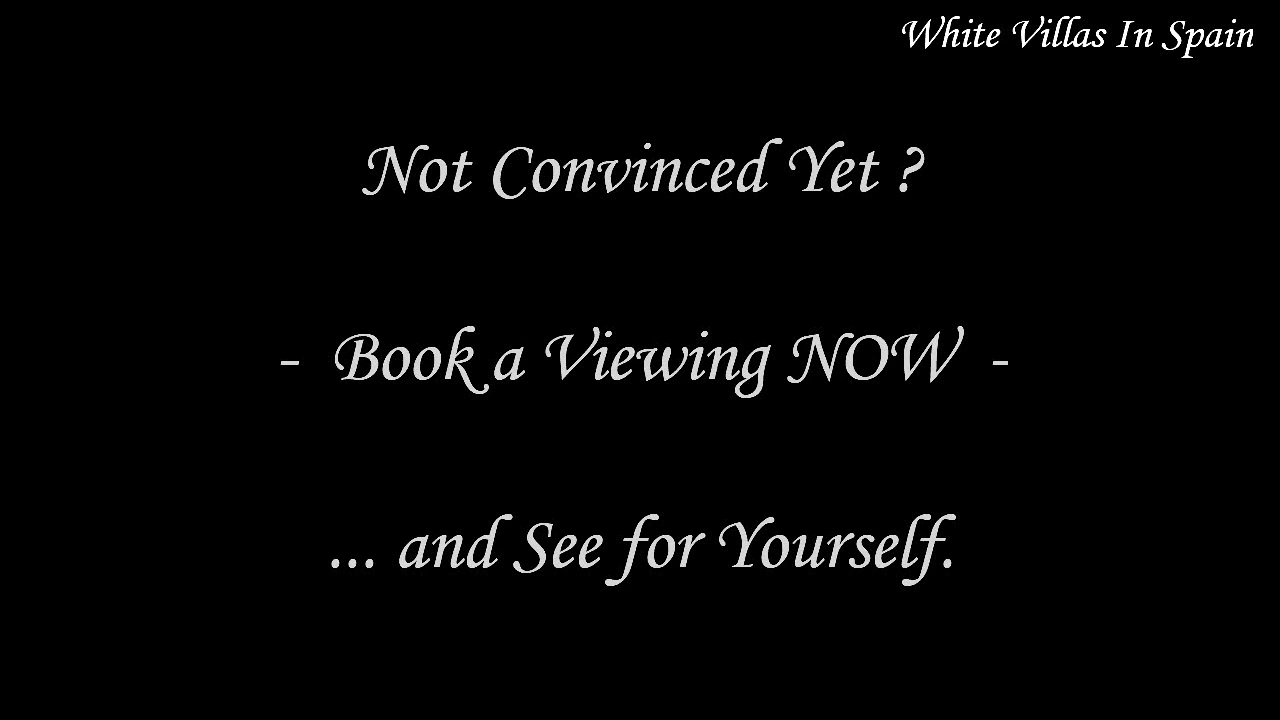 White Villas In Spain
Not Convinced Yet ?
- Book a Viewing NOW -
... and See for Yourself.